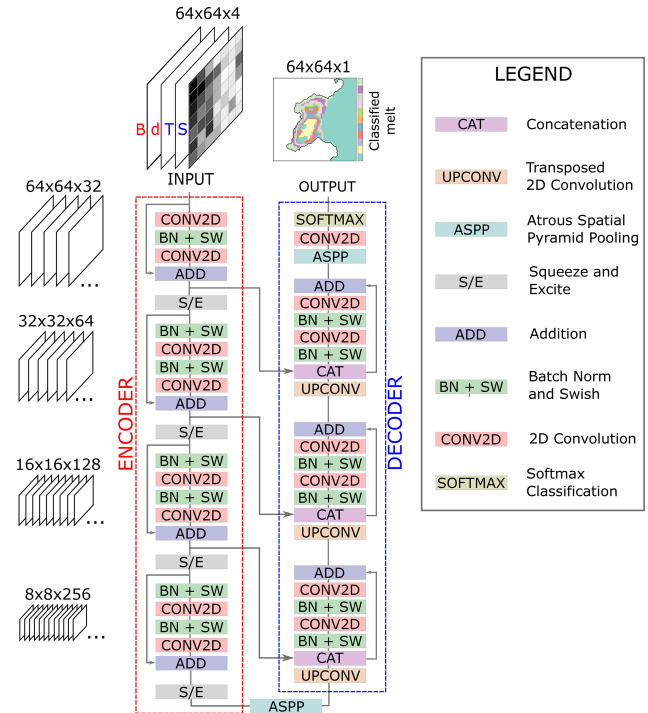 64x64x4
64x64x1
B d T S
Classified
melt
INPUT
OUTPUT
64x64x32
32x32x64
16x16x128
8x8x256
...
...
...
...
ENCODER
CONV2D
BN + SW
CONV2D
ADD
S/E
BN + SW
CONV2D
BN + SW
CONV2D
ADD
S/E
BN + SW
CONV2D
BN + SW
CONV2D
ADD
S/E
BN + SW
CONV2D
BN + SW
CONV2D
ADD
S/E
ASPP
DECODER
SOFTMAX
CONV2D
ASPP
ADD
CONV2D
BN + SW
CONV2D
BN + SW
CAT
UPCONV
ADD
CONV2D
BN + SW
CONV2D
BN + SW
CAT
UPCONV
ADD
CONV2D
BN + SW
CONV2D
BN + SW
CAT
UPCONV
LEGEND
CAT Concatenation
UPCONV Transposed
2D Convolution
ASPP Atrous Spatial
Pyramid Pooling
S/E Squeeze and
Excite
ADD Addition
BN + SW Batch Norm
and Swish
CONV2D 2D Convolution
SOFTMAX Softmax
Classification